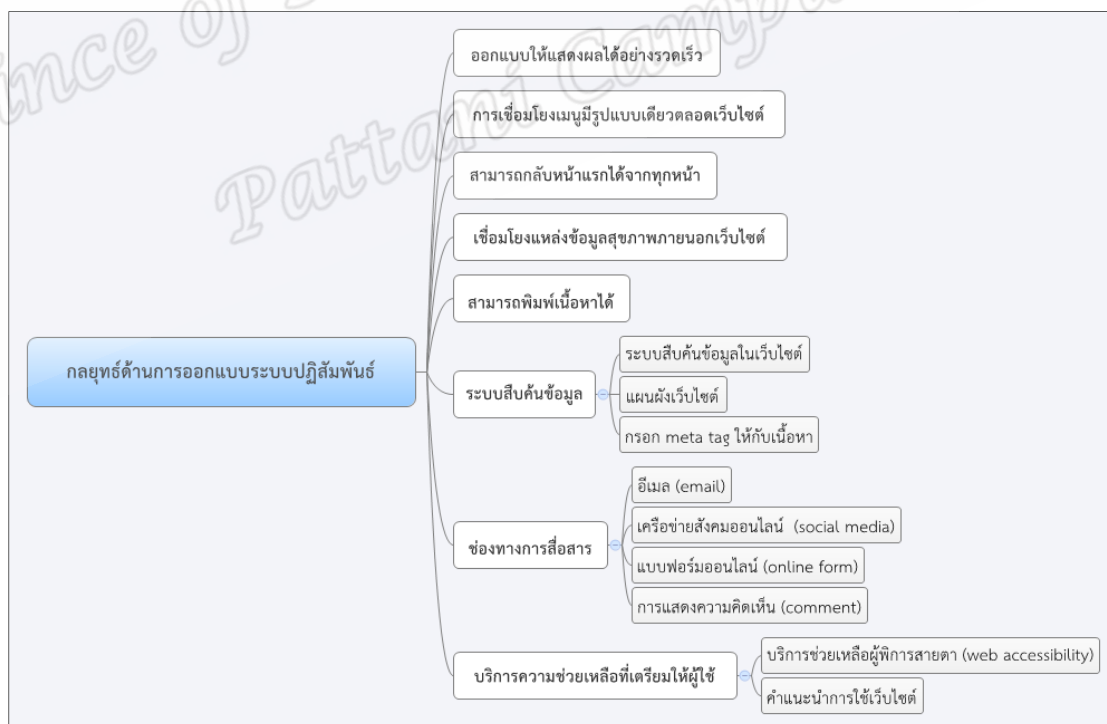 ince of
Pattani Camp
ออกแบบให้แสดงผลได้อย่างรวดเร็ว
การเชื่อมโยงเมนูมีรูปแบบเดียวตลอดเว็บไซต์
สามารถกลับหน้าแรกได้จากทุกหน้า
เชื่อมโยงแหล่งข้อมูลสุขภาพภายนอกเว็บไซต์
สามารถพิมพ์เนื้อหาได้
กลยุทธ์ด้านการออกแบบระบบปฏิสัมพันธ์
ระบบสืบค้นข้อมูล
ระบบสืบค้นข้อมูลในเว็บไซต์
แผนผังเว็บไซต์
กรอก meta tag ให้กับเนื้อหา
ช่องทางการสื่อสาร
อีเมล (email)
เครือข่ายสังคมออนไลน์ (social media)
แบบฟอร์มออนไลน์ (online form)
การแสดงความคิดเห็น (comment)
บริการความช่วยเหลือที่เตรียมให้ผู้ใช้
บริการช่วยเหลือผู้พิการสายตา (web accessibility)
คำแนะนำการใช้เว็บไซต์